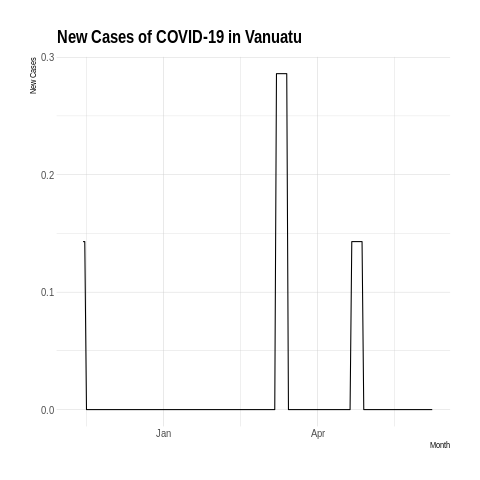 New Cases of COVID-19 in Vanuatu
New Cases
0.3
0.2
0.1
0.0
Jan
Apr
Month